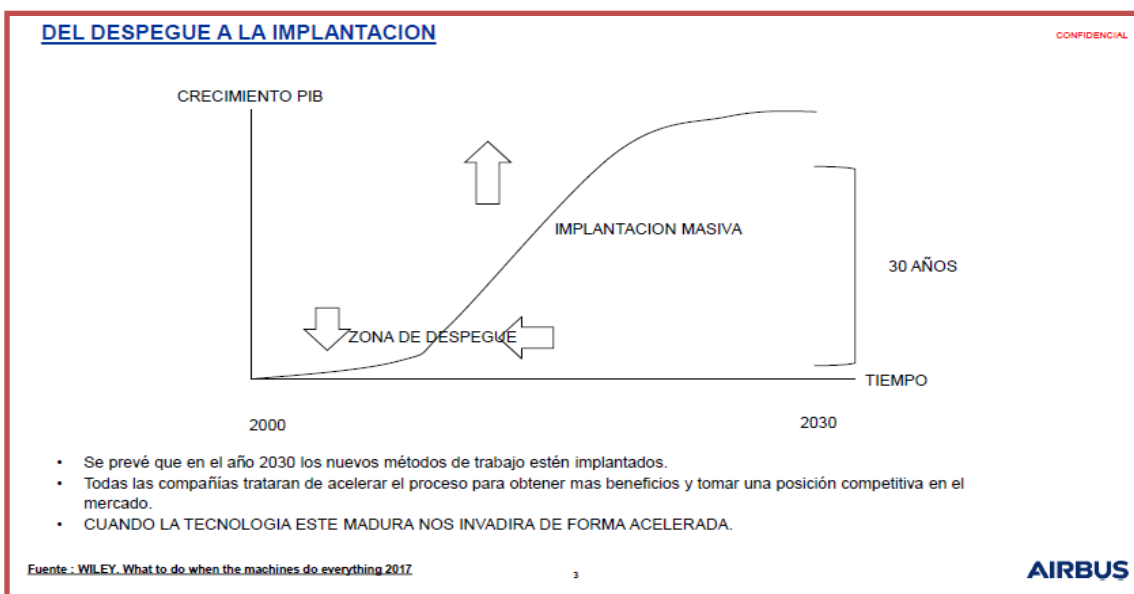 DEL DESPEGUE A LA IMPLANTACION
CONFIDENCIAL
CRECIMIENTO PIB
IMPLANTACION MASIVA
30 AÑOS
ZONA DE DESPEGUE
TIEMPO
2000
2030
• Se prevé que en el año 2030 los nuevos métodos de trabajo estén implantados.
• Todas las compañías trataran de acelerar el proceso para obtener mas beneficios y tomar una posición competitiva en el
mercado.
• CUANDO LA TECNOLOGIA ESTE MADURA NOS INVADIRA DE FORMA ACELERADA.
Fuente : WILEY. What to do when the machines do everything 2017
3
AIRBUS